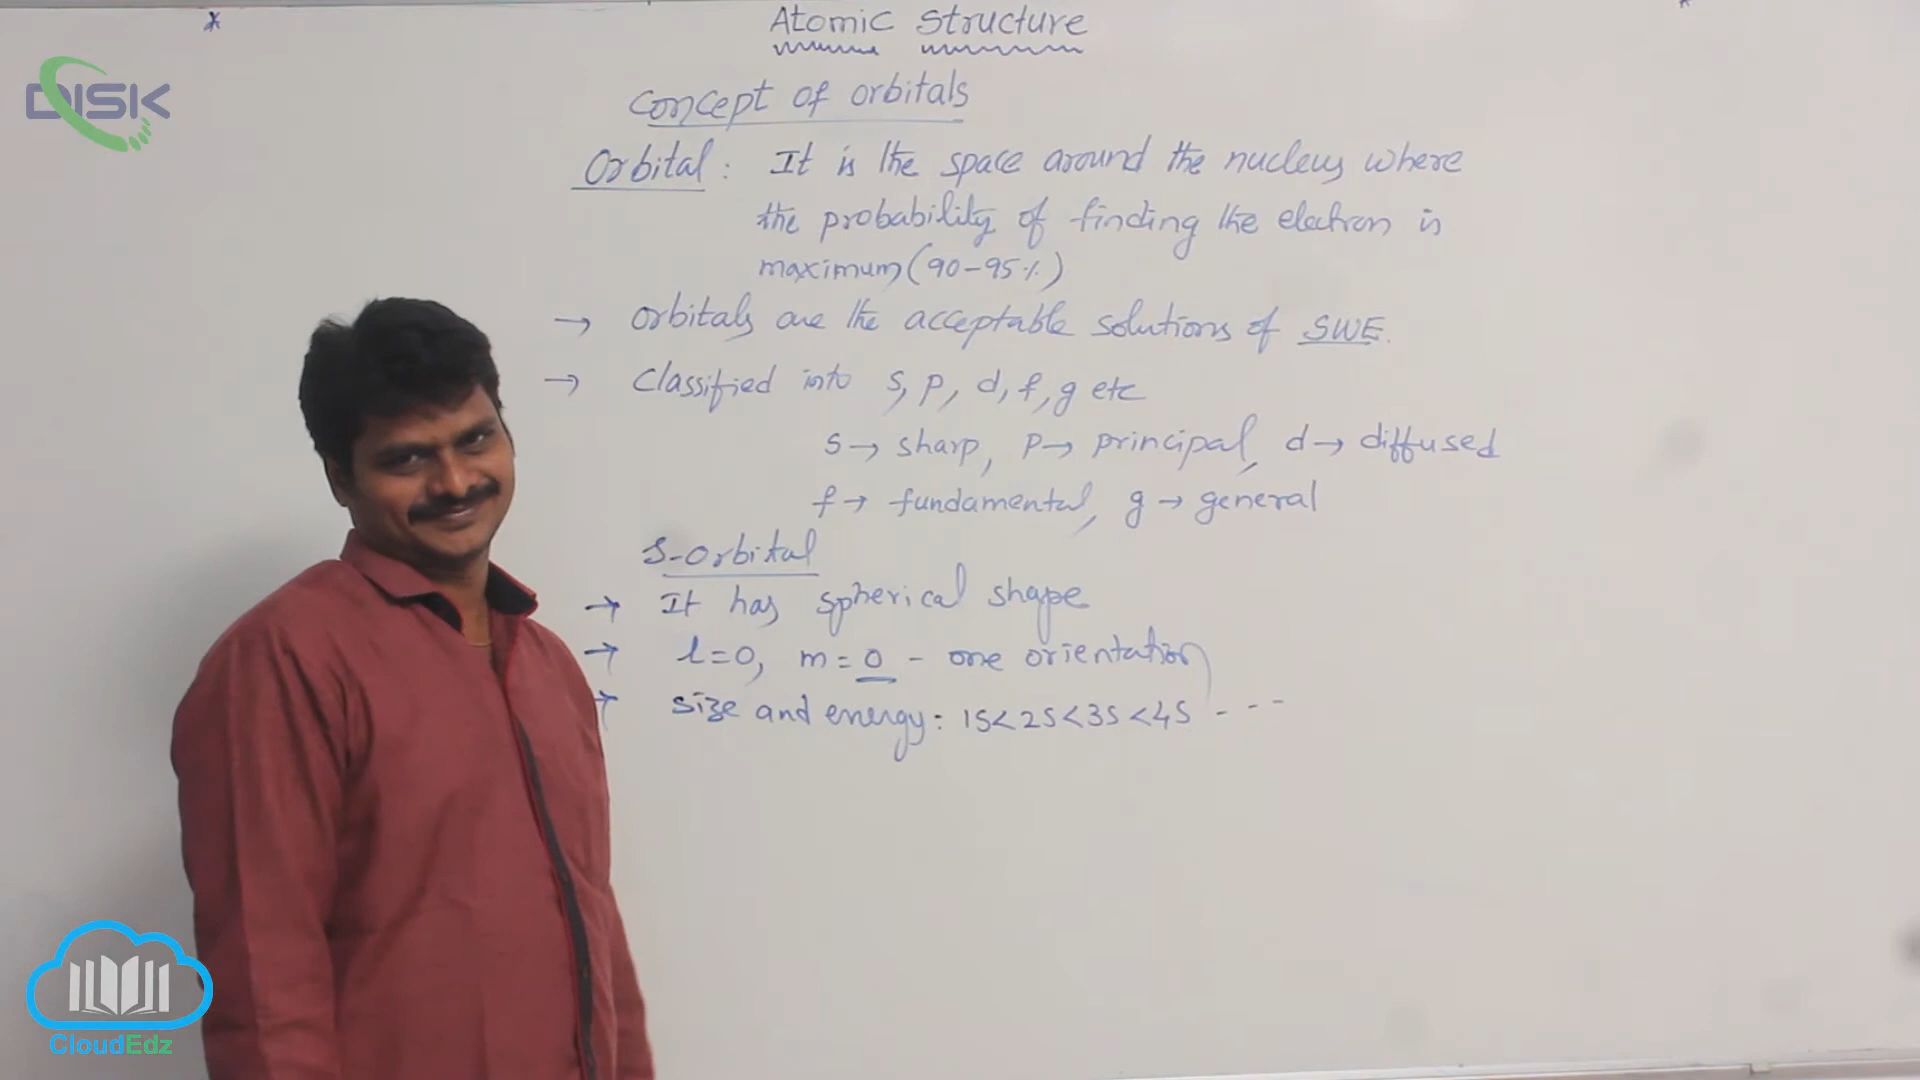 Atomic Structure
Concept of orbitals
Orbital : It is the space around the nucleus where
the probability of finding the electron is
maximum (90-95%)
→ orbitals are the acceptable solutions of SWE.
→ Classified into s, p, d, f, g etc
s→ sharp, p→ principal, d→ diffused
f→ fundamental, g→ general
S-Orbital
→ It has spherical shape
→ l=0, m=0 - one orientation
→ size and energy: 1S<2S<3S<4S - - -
DISK
CloudEdz